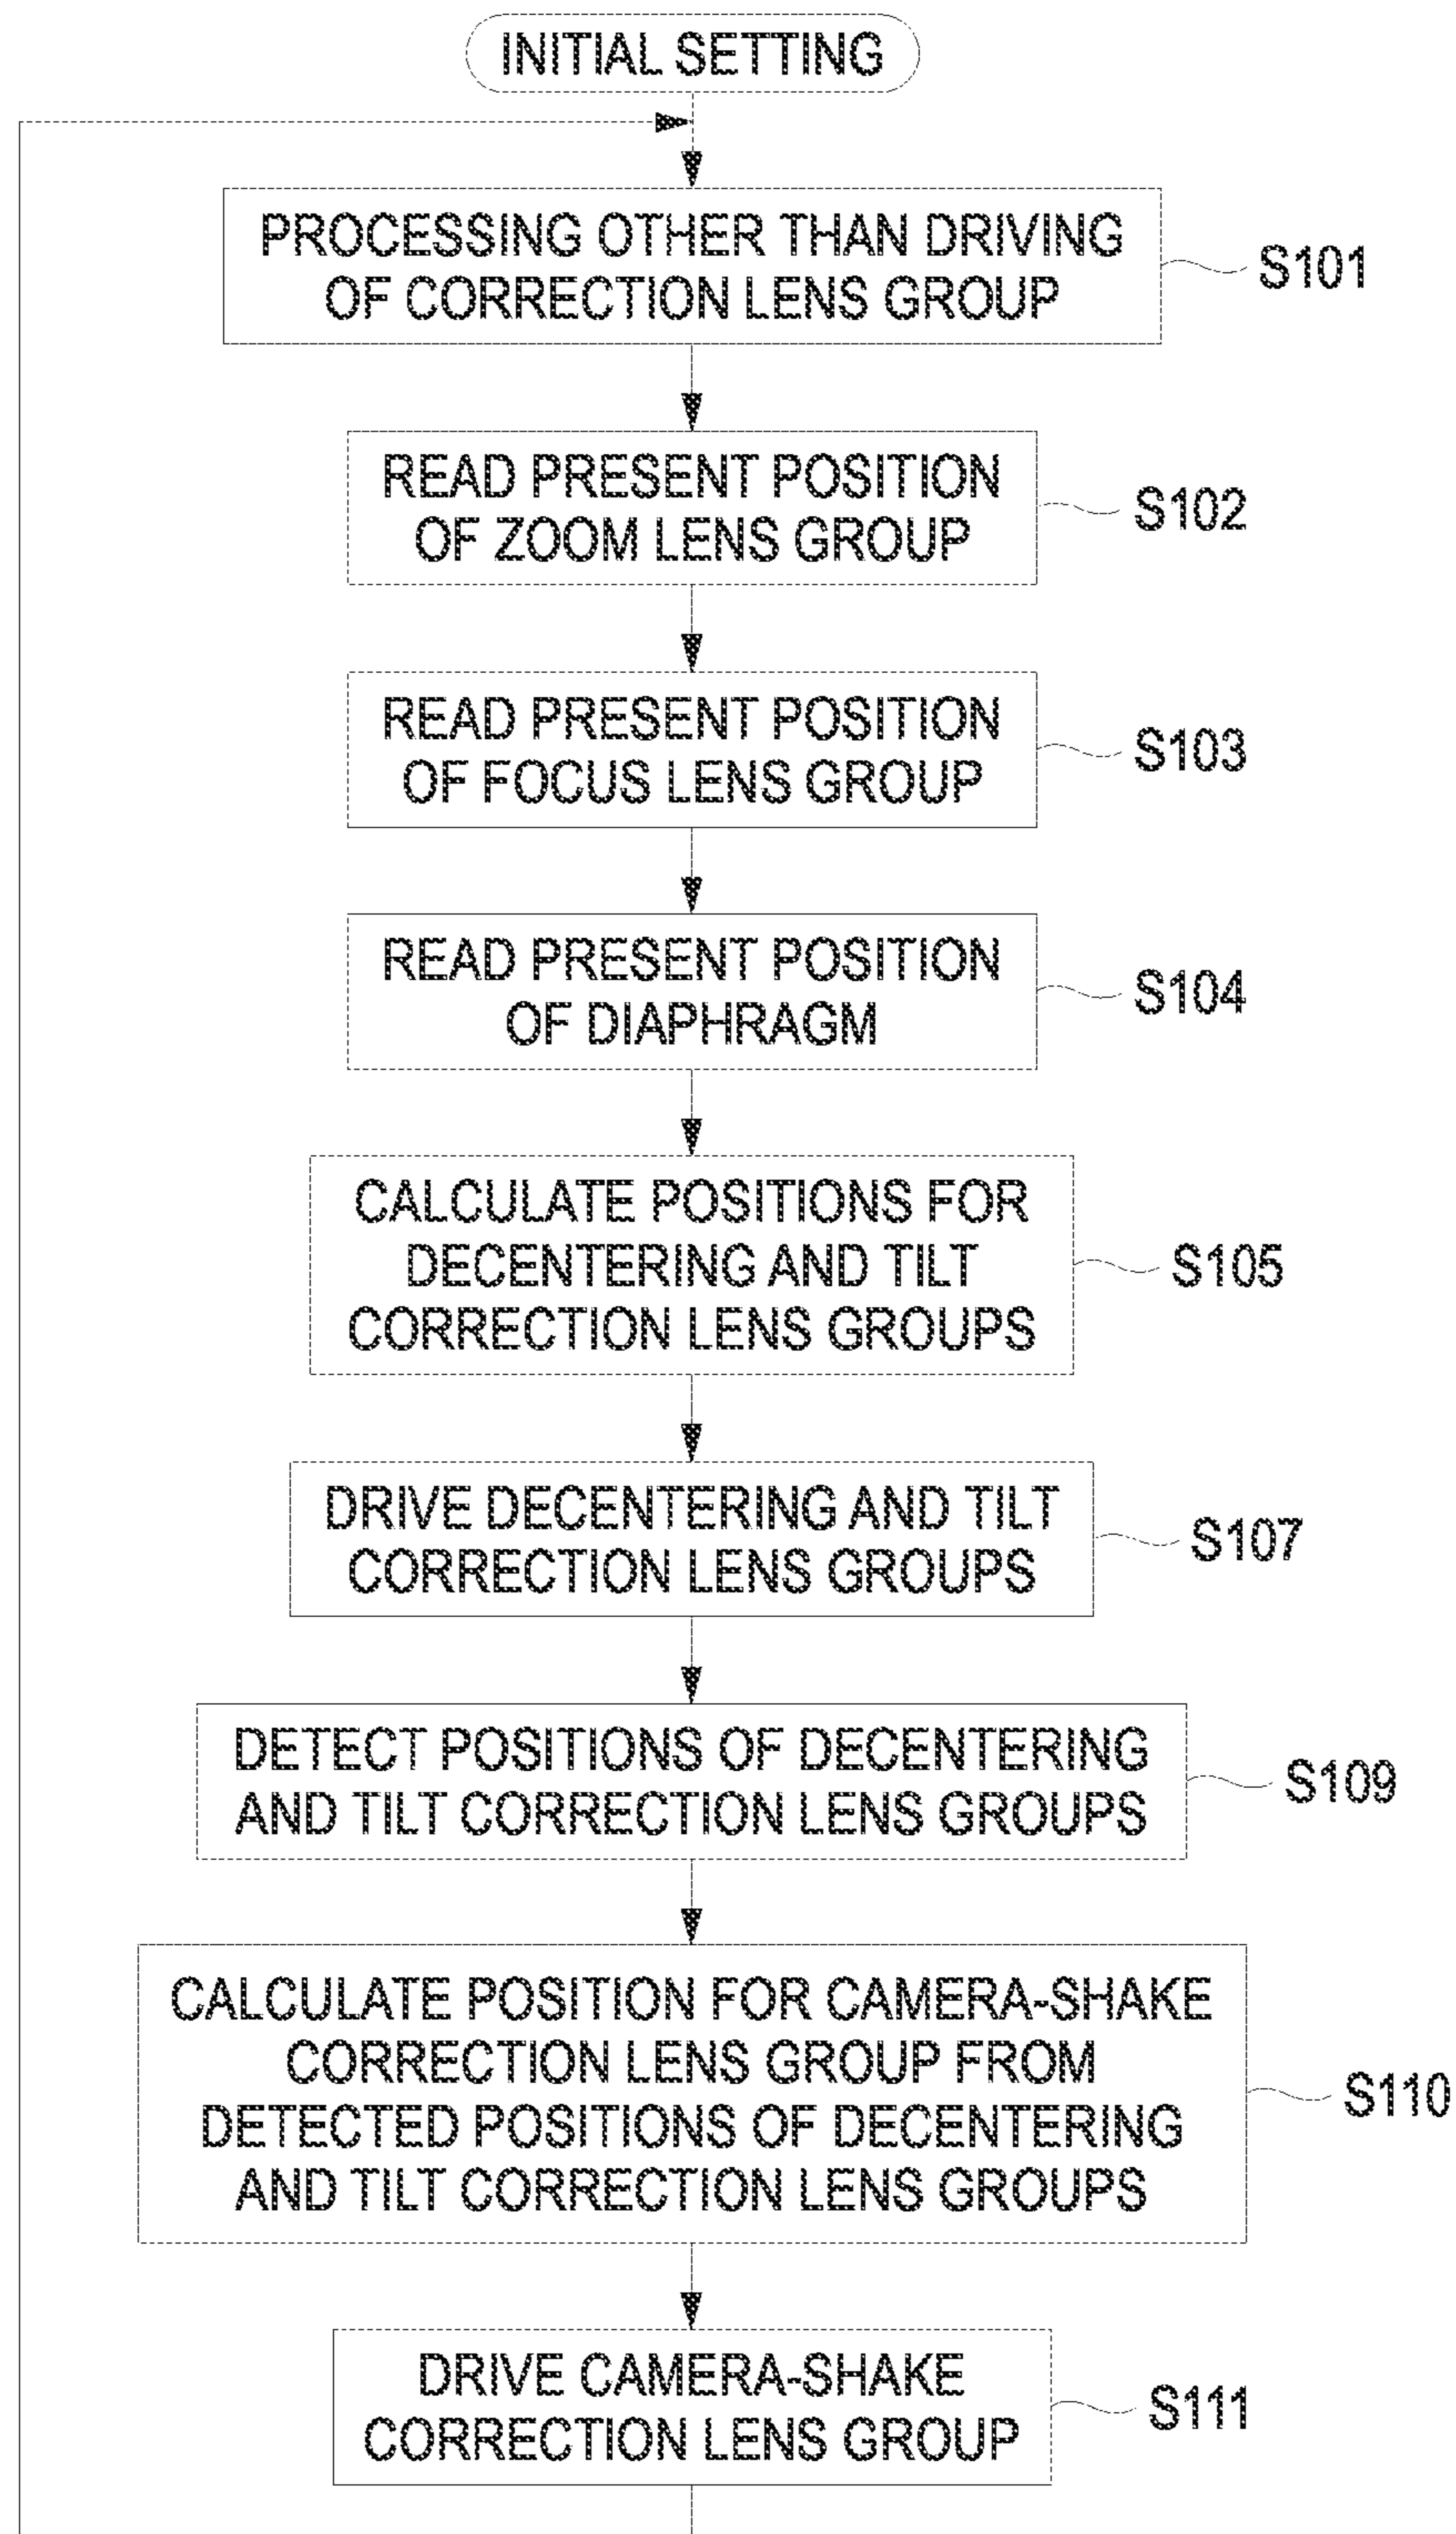 INITIAL SETTING
PROCESSING OTHER THAN DRIVING
OF CORRECTION LENS GROUP
S101
READ PRESENT POSITION
OF ZOOM LENS GROUP
S102
READ PRESENT POSITION
OF FOCUS LENS GROUP
S103
READ PRESENT POSITION
OF DIAPHRAGM
S104
CALCULATE POSITIONS FOR
DECENTERING AND TILT
CORRECTION LENS GROUPS
S105
DRIVE DECENTERING AND TILT
CORRECTION LENS GROUPS
S107
DETECT POSITIONS OF DECENTERING
AND TILT CORRECTION LENS GROUPS
S109
CALCULATE POSITION FOR CAMERA-SHAKE
CORRECTION LENS GROUP FROM
DETECTED POSITIONS OF DECENTERING
AND TILT CORRECTION LENS GROUPS
S110
DRIVE CAMERA-SHAKE
CORRECTION LENS GROUP
S111